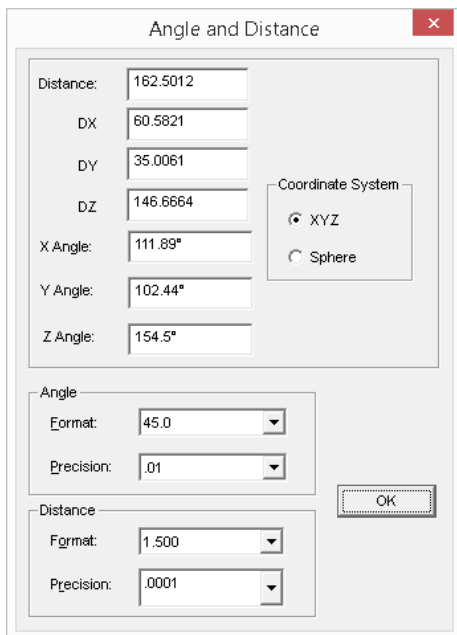 Angle and Distance
Distance: 162.5012
DX 60.5821
DY 35.0061
DZ 146.6664
Coordinate System
XYZ
Sphere
X Angle: 111.89°
Y Angle: 102.44°
Z Angle: 154.5°
Angle
Format: 45.0
Precision: .01
OK
Distance
Format: 1.500
Precision: .0001